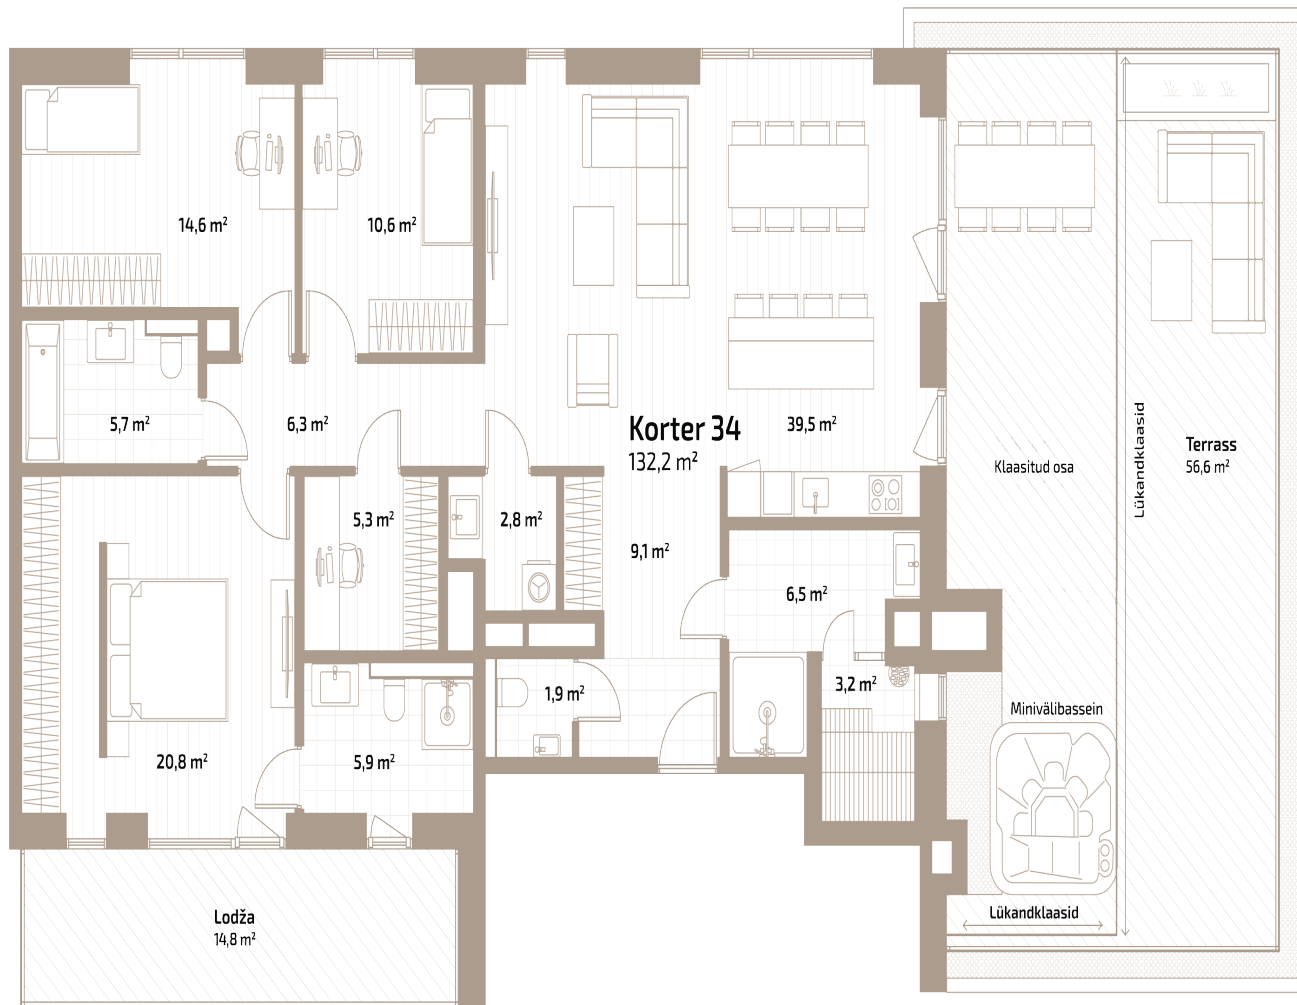 14,6 m²
10,6 m²
5,7 m²
6,3 m²
Korter 34
132,2 m²
39,5 m²
Klaasitud osa
Lükandklaasid
Terrass
56,6 m²
5,3 m²
2,8 m²
9,1 m²
6,5 m²
1,9 m²
3,2 m²
Minivälibassein
20,8 m²
5,9 m²
Lükandklaasid
Lodža
14,8 m²